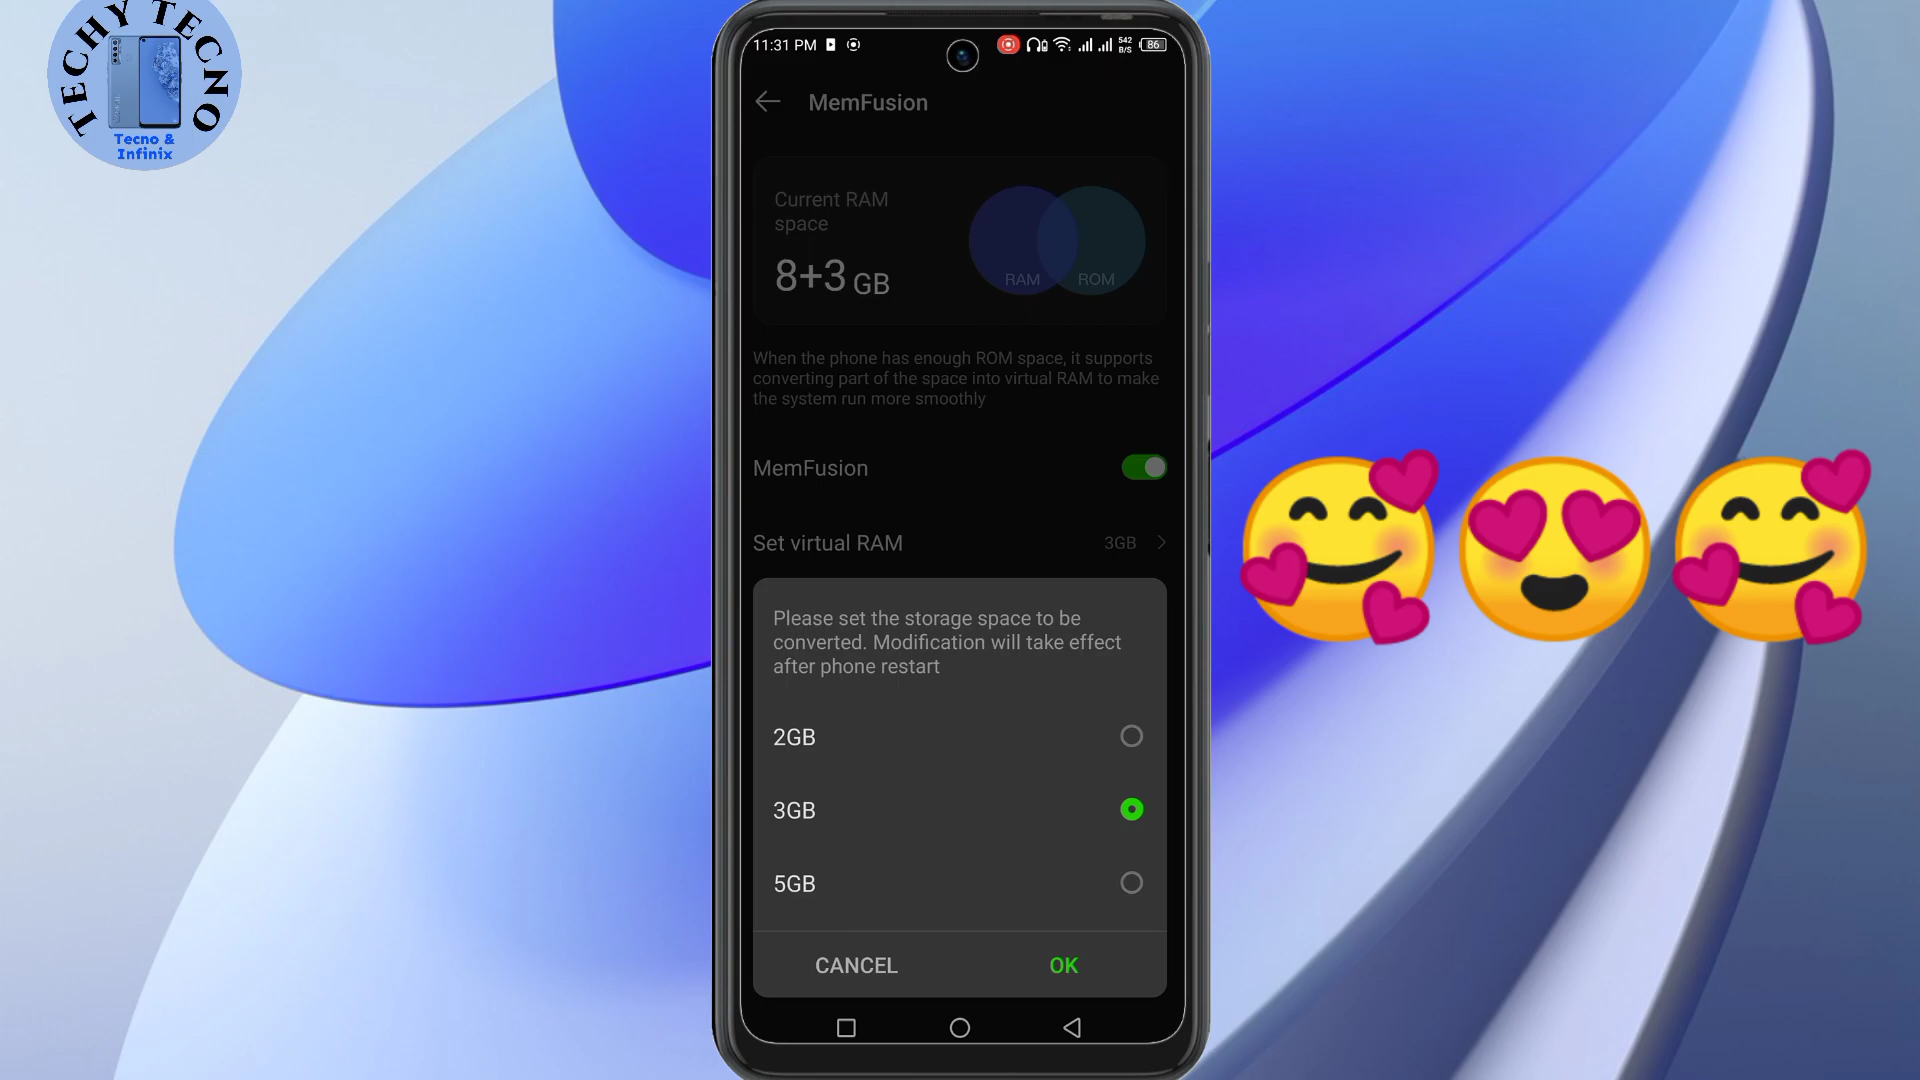 TECHY TECNO
Tecno &
Infinix
11:31 PM
542
B/S
86
MemFusion
Current RAM
space
8+3 GB
RAM
ROM
When the phone has enough ROM space, it supports
converting part of the space into virtual RAM to make
the system run more smoothly
MemFusion
Set virtual RAM
3GB
Please set the storage space to be
converted. Modification will take effect
after phone restart
2GB
3GB
5GB
CANCEL
OK